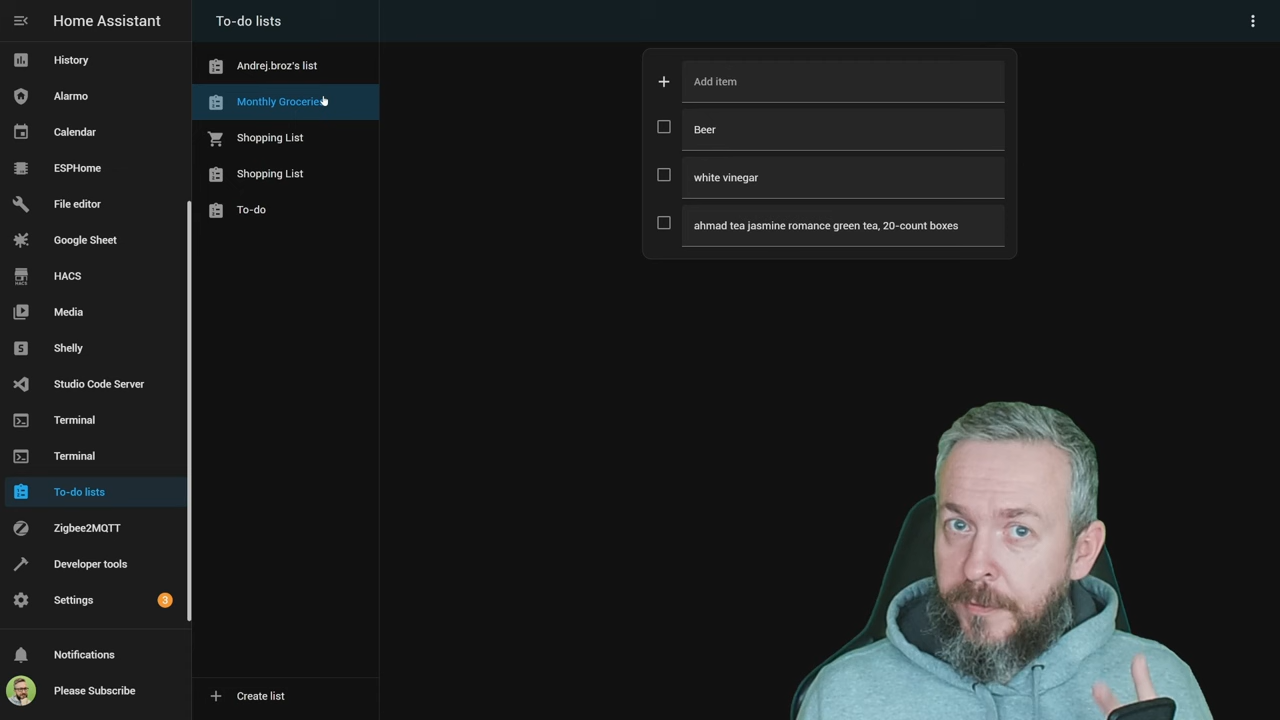 Home Assistant
History
Alarmo
Calendar
ESPHome
File editor
Google Sheet
HACS
HACS
Media
Shelly
Studio Code Server
Terminal
Terminal
To-do lists
Zigbee2MQTT
Developer tools
Settings
3
Notifications
Please Subscribe
To-do lists
Andrej.broz's list
Monthly Groceries
Shopping List
Shopping List
To-do
Create list
Add item
Beer
white vinegar
ahmad tea jasmine romance green tea, 20-count boxes